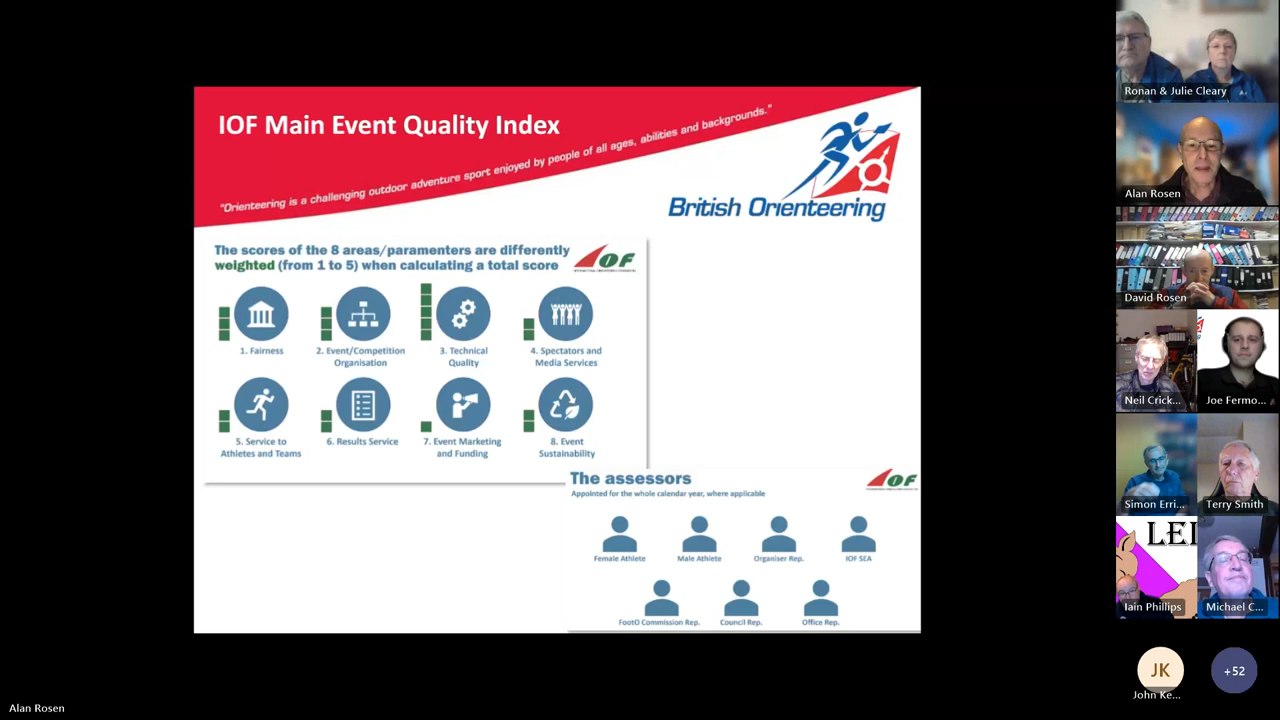 IOF Main Event Quality Index
"Orienteering is a challenging outdoor adventure sport enjoyed by people of all ages, abilities and backgrounds."
British Orienteering
The scores of the 8 areas/paramenters are differently
weighted (from 1 to 5) when calculating a total score
IOF
1. Fairness
2. Event/Competition
Organisation
3. Technical
Quality
4. Spectators and
Media Services
5. Service to
Athletes and Teams
6. Results Service
7. Event Marketing
and Funding
8. Event
Sustainability
The assessors
Appointed for the whole calendar year, where applicable
IOF
Female Athlete
Male Athlete
Organiser Rep.
IOF SEA
FootO Commission Rep.
Council Rep.
Office Rep.
Ronan & Julie Cleary
Alan Rosen
David Rosen
Neil Crick...
Joe Fermo...
Simon Erri...
Terry Smith
LEI
Iain Phillips
Michael C...
JK
John Ke...
+52
Alan Rosen